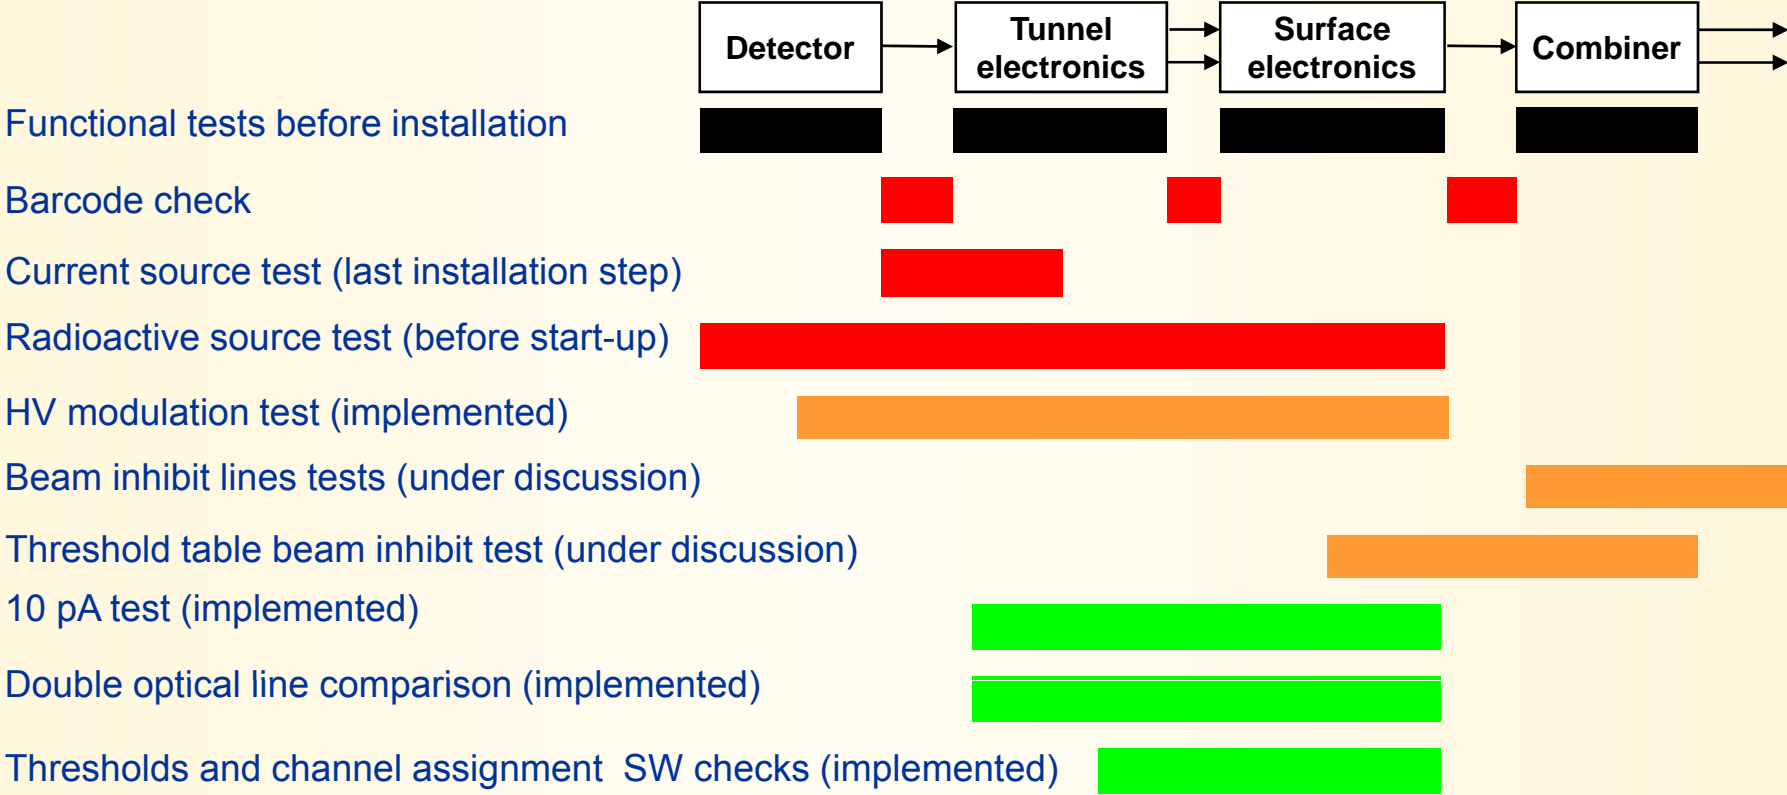 Detector
Tunnel
electronics
Surface
electronics
Combiner
Functional tests before installation
Barcode check
Current source test (last installation step)
Radioactive source test (before start-up)
HV modulation test (implemented)
Beam inhibit lines tests (under discussion)
Threshold table beam inhibit test (under discussion)
10 pA test (implemented)
Double optical line comparison (implemented)
Thresholds and channel assignment  SW checks (implemented)